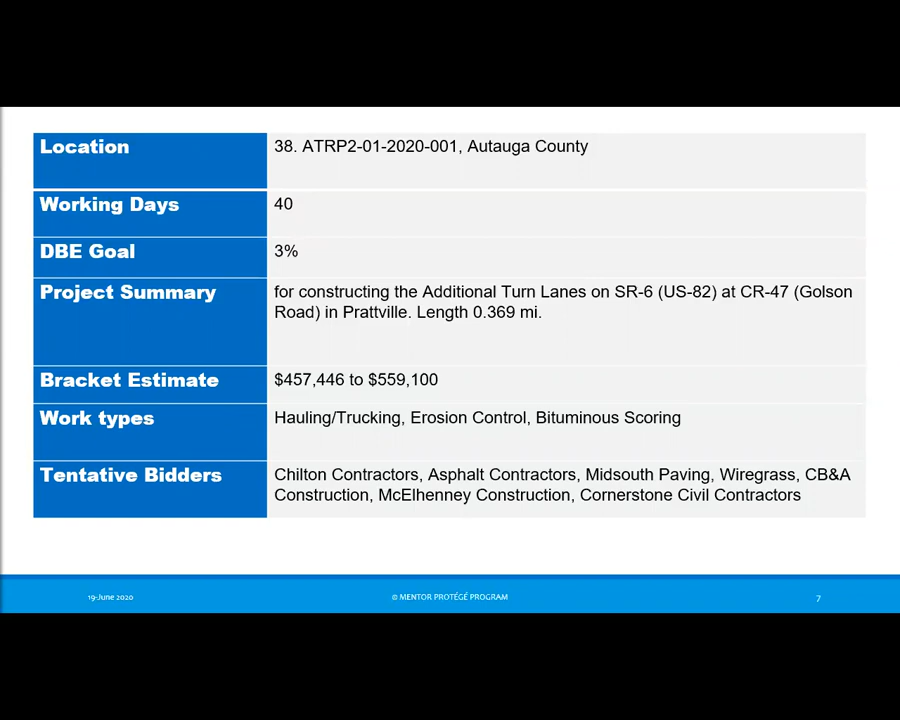 Location
38. ATRP2-01-2020-001, Autauga County
Working Days
40
DBE Goal
3%
Project Summary
for constructing the Additional Turn Lanes on SR-6 (US-82) at CR-47 (Golson
Road) in Prattville. Length 0.369 mi.
Bracket Estimate
$457,446 to $559,100
Work types
Hauling/Trucking, Erosion Control, Bituminous Scoring
Tentative Bidders
Chilton Contractors, Asphalt Contractors, Midsouth Paving, Wiregrass, CB&A
Construction, McElhenney Construction, Cornerstone Civil Contractors
19-June 2020
© MENTOR PROTÉGÉ PROGRAM
7